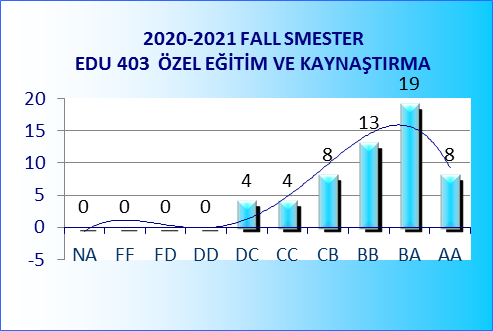 2020-2021 FALL SMESTER
EDU 403 ÖZEL EĞİTİM VE KAYNAŞTIRMA
20
15
10
5
0
-5
0 0 0 0 4 4 8 13 19 8
NA FF FD DD DC CC CB BB BA AA